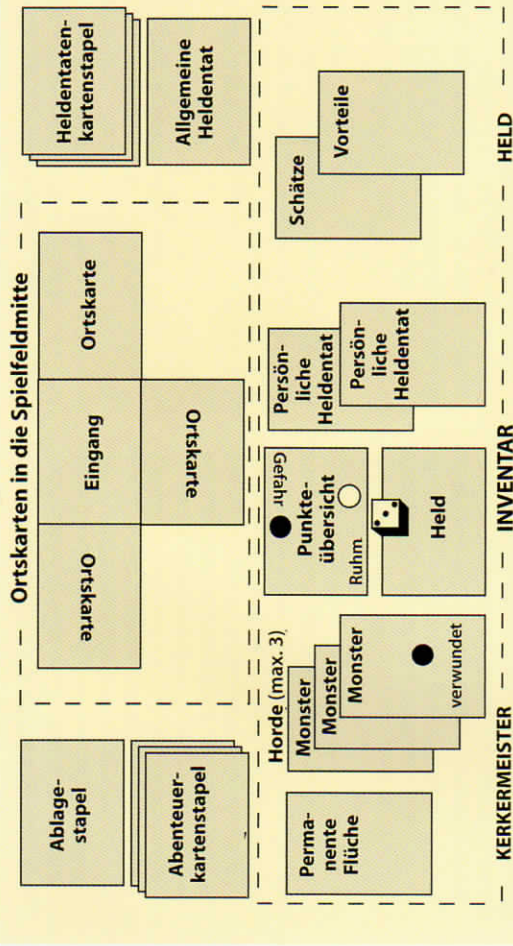 Ortskarten in die Spielfeldmitte
Ablage-
stapel
Abenteuer-
kartenstapel
Ortskarte
Eingang
Ortskarte
Ortskarte
Heldentaten-
kartenstapel
Allgemeine
Heldentat
Perma-
nente
Flüche
Horde (max. 3)
Monster
Monster
Monster
verwundet
Gefahr
Punkte-
übersicht
Ruhm
Held
Persön-
liche
Heldentat
Persön-
liche
Heldentat
Schätze
Vorteile
KERKERMEISTER
INVENTAR
HELD